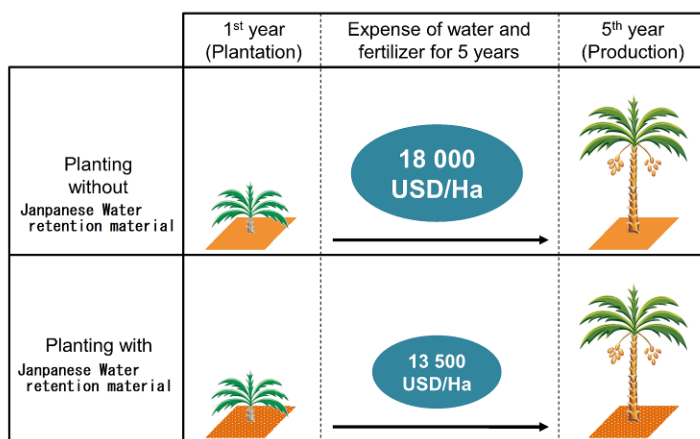 1st year
(Plantation)
Expense of water and
fertilizer for 5 years
5th year
(Production)
Planting
without
Janpanese Water
retention material
18 000
USD/Ha
Planting with
Janpanese Water
retention material
13 500
USD/Ha